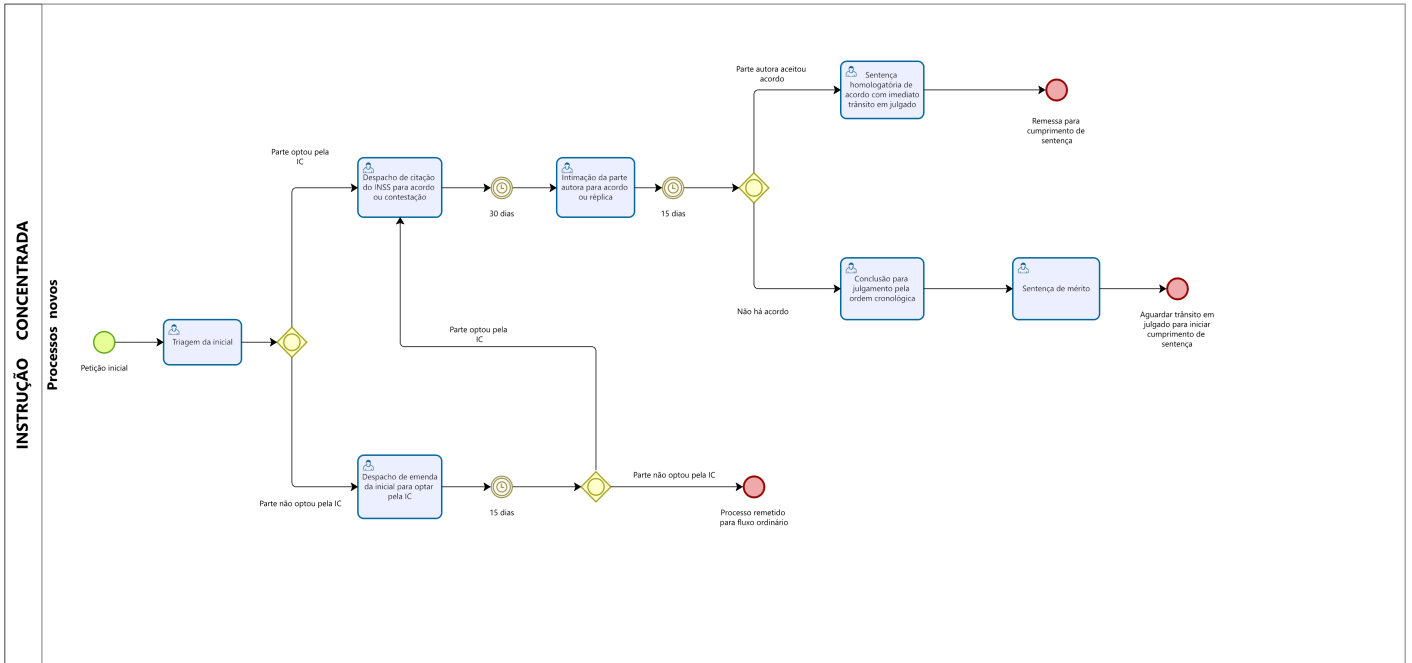 INSTRUÇÃO CONCENTRADA
Processos novos
Petição inicial
Triagem da inicial
Parte optou pela
IC
Despacho de citação
do INSS para acordo
ou contestação
30 dias
Intimação da parte
autora para acordo
ou réplica
15 dias
Parte autora aceitou
acordo
Sentença
homologatória de
acordo com imediato
trânsito em julgado
Remessa para
cumprimento de
sentença
Não há acordo
Conclusão para
julgamento pela
ordem cronológica
Sentença de mérito
Aguardar trânsito em
julgado para iniciar
cumprimento de
sentença
Parte optou pela
IC
Parte não optou pela IC
Despacho de emenda
da inicial para optar
pela IC
15 dias
Parte não optou pela IC
Processo remetido
para fluxo ordinário